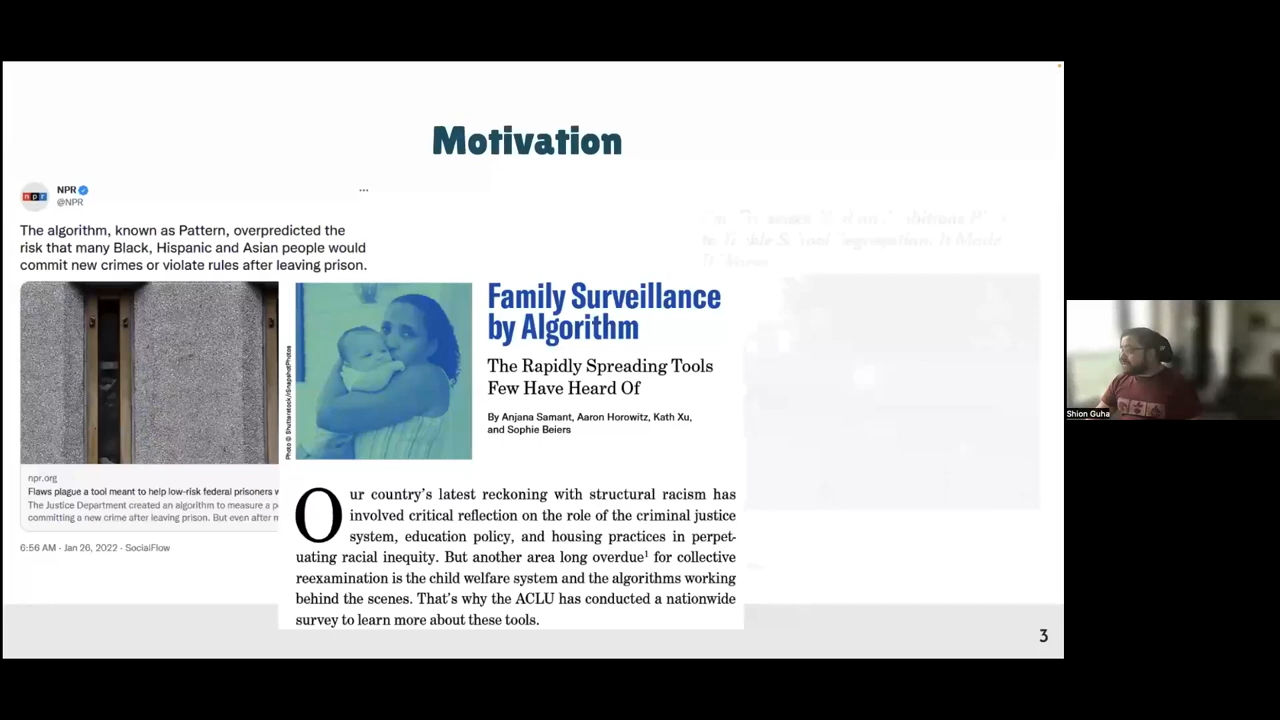 Motivation
npr
NPR
@NPR
...
The algorithm, known as Pattern, overpredicted the
risk that many Black, Hispanic and Asian people would
commit new crimes or violate rules after leaving prison.
npr.org
Flaws plague a tool meant to help low-risk federal prisoners w
The Justice Department created an algorithm to measure a pe
committing a new crime after leaving prison. But even after m
6:56 AM · Jan 26, 2022 · SocialFlow
Photo © Shutterstock/iSnapshotPhotos
Family Surveillance
by Algorithm
The Rapidly Spreading Tools
Few Have Heard Of
By Anjana Samant, Aaron Horowitz, Kath Xu,
and Sophie Beiers
Our country's latest reckoning with structural racism has
involved critical reflection on the role of the criminal justice
system, education policy, and housing practices in perpet-
uating racial inequity. But another area long overdue¹ for collective
reexamination is the child welfare system and the algorithms working
behind the scenes. That's why the ACLU has conducted a nationwide
survey to learn more about these tools.
3
Shion Guha